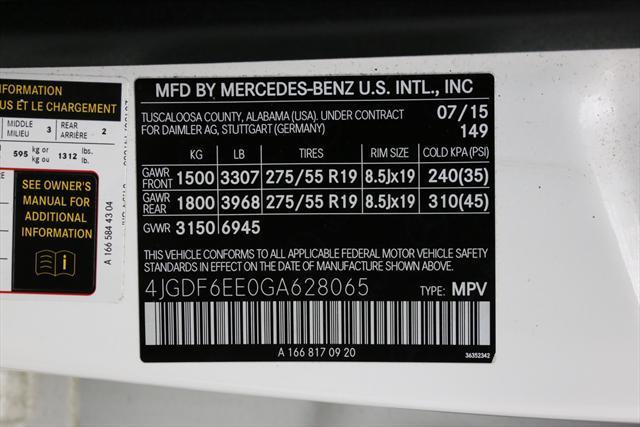 INFORMATION
US ET LE CHARGEMENT
MIDDLE MILIEU 3 REAR ARRIÈRE 2
595 kg or kg ou 1312 lbs. lb.
SEE OWNER'S
MANUAL FOR
ADDITIONAL
INFORMATION
A 166 584 43 04
MFD BY MERCEDES-BENZ U.S. INTL., INC
TUSCALOOSA COUNTY, ALABAMA (USA). UNDER CONTRACT
FOR DAIMLER AG, STUTTGART (GERMANY)
07/15
149
KG LB TIRES RIM SIZE COLD KPA (PSI)
GAWR FRONT 1500 3307 275/55 R19 8.5Jx19 240(35)
GAWR REAR 1800 3968 275/55 R19 8.5Jx19 310(45)
GVWR 3150 6945
THIS VEHICLE CONFORMS TO ALL APPLICABLE FEDERAL MOTOR VEHICLE SAFETY
STANDARDS IN EFFECT ON THE DATE OF MANUFACTURE SHOWN ABOVE.
4JGDF6EE0GA628065 TYPE: MPV
A 166 817 09 20
36352342